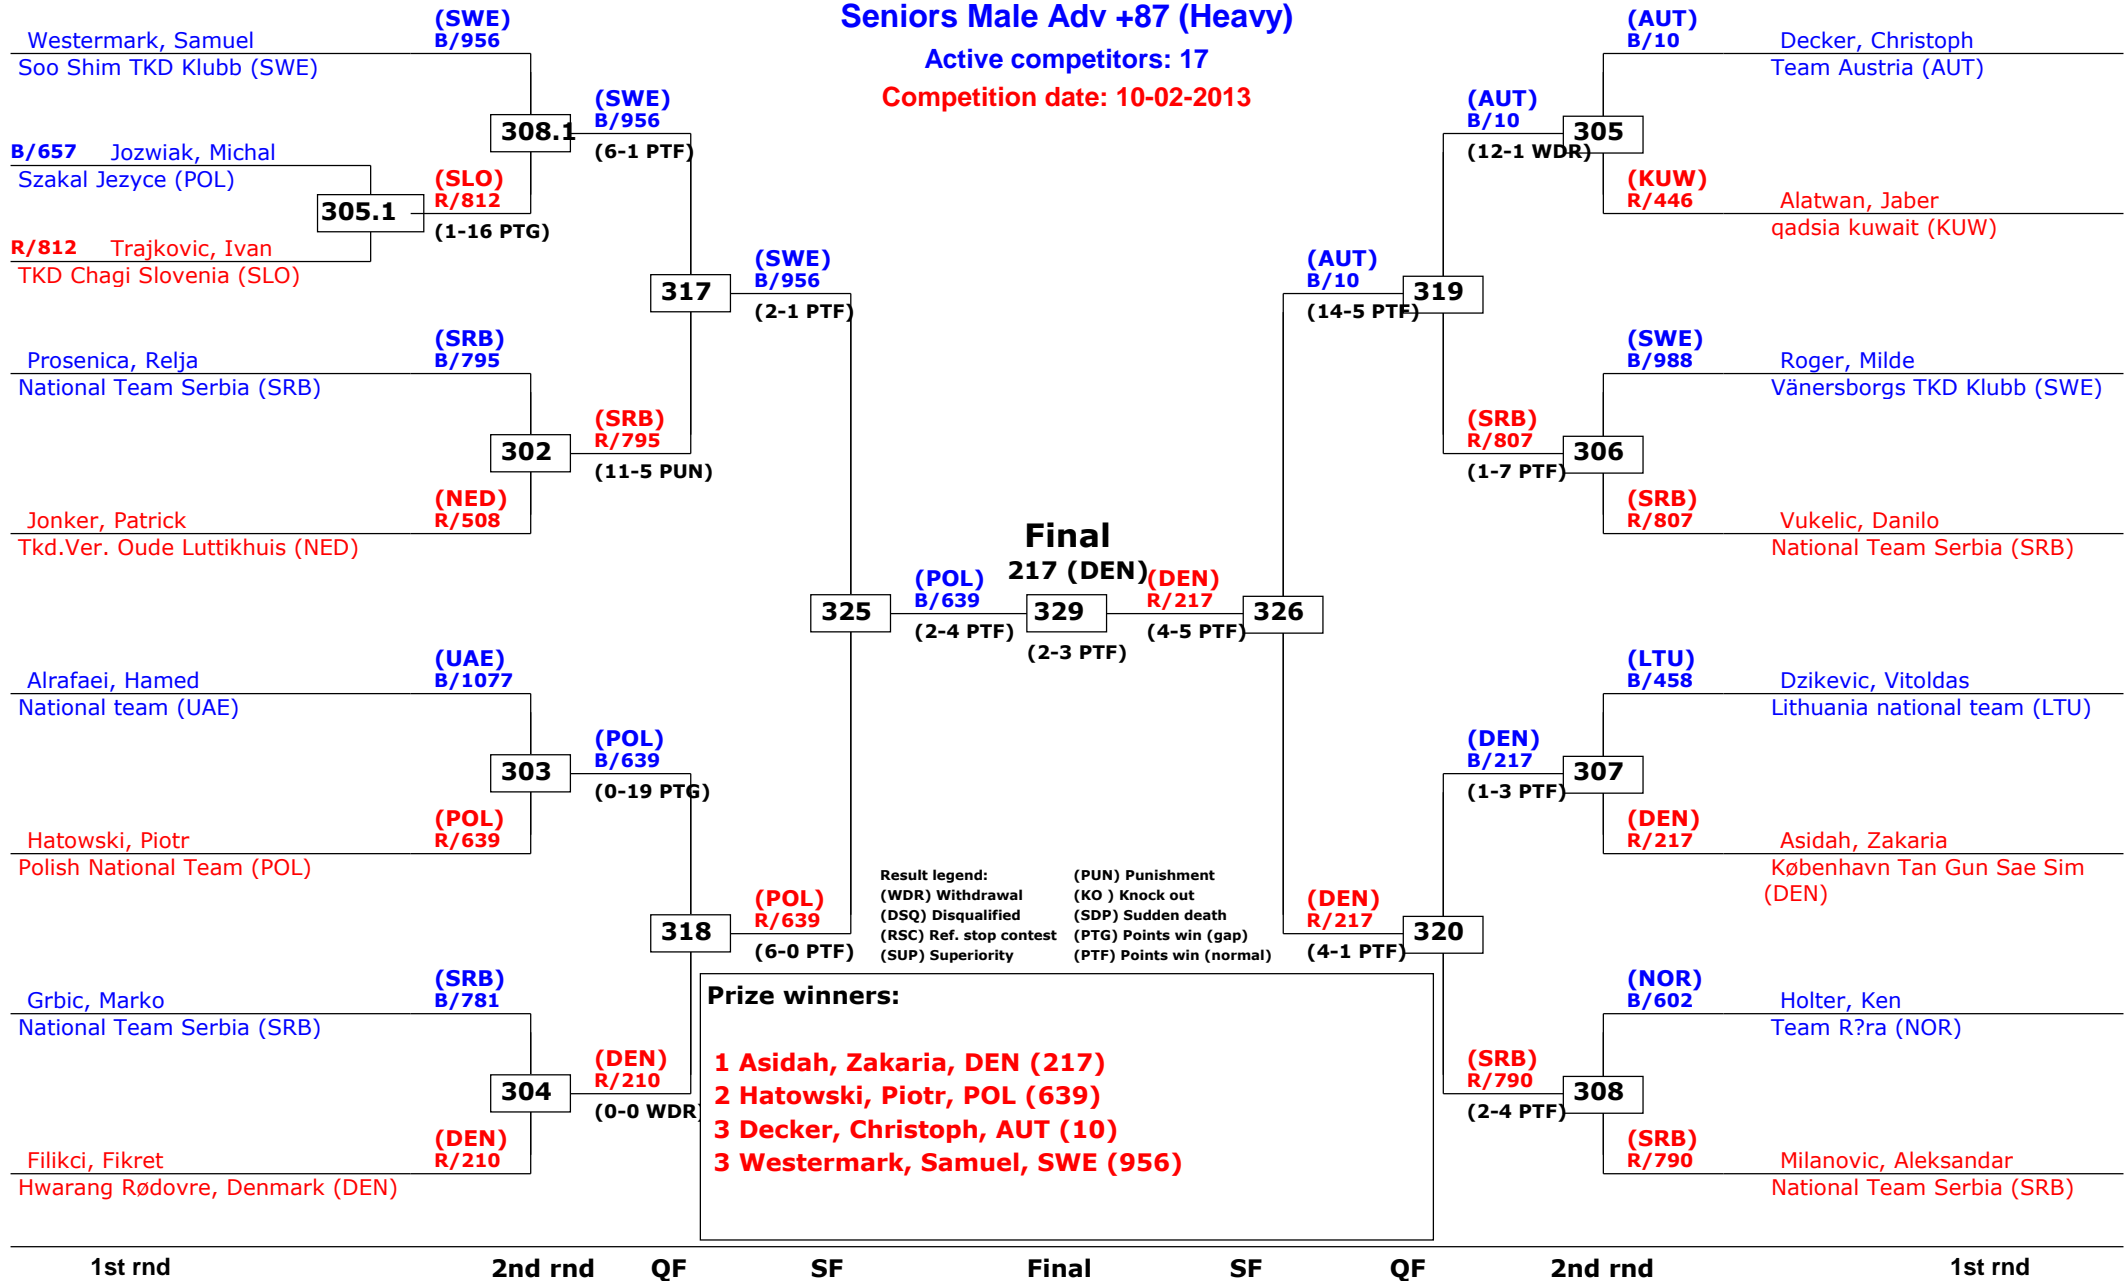 Seniors Male Adv +87 (Heavy)
Active competitors: 17
Competition date: 10-02-2013
Westermark, Samuel
Soo Shim TKD Klubb (SWE)
(SWE)
B/956
B/657 Jozwiak, Michal
Szakal Jezyce (POL)
305.1
R/812 Trajkovic, Ivan
TKD Chagi Slovenia (SLO)
(SLO)
R/812
(1-16 PTG)
308.1
(SWE)
B/956
(6-1 PTF)
Prosenica, Relja
National Team Serbia (SRB)
(SRB)
B/795
302
Jonker, Patrick
Tkd.Ver. Oude Luttikhuis (NED)
(NED)
R/508
(SRB)
R/795
(11-5 PUN)
317
(SWE)
B/956
(2-1 PTF)
Alrafaei, Hamed
National team (UAE)
(UAE)
B/1077
303
Hatowski, Piotr
Polish National Team (POL)
(POL)
R/639
(POL)
B/639
(0-19 PTG)
Grbic, Marko
National Team Serbia (SRB)
(SRB)
B/781
304
Filikci, Fikret
Hwarang Rødovre, Denmark (DEN)
(DEN)
R/210
(DEN)
R/210
(0-0 WDR)
318
(POL)
R/639
(6-0 PTF)
325
(POL)
B/639
(2-4 PTF)
Final
217 (DEN)
329
(2-3 PTF)
(DEN)
R/217
(4-5 PTF)
326
(AUT)
B/10
(14-5 PTF)
319
(AUT)
B/10
(12-1 WDR)
305
(AUT)
B/10
Decker, Christoph
Team Austria (AUT)
(KUW)
R/446
Alatwan, Jaber
qadsia kuwait (KUW)
(SRB)
R/807
(1-7 PTF)
306
(SWE)
B/988
Roger, Milde
Vänersborgs TKD Klubb (SWE)
(SRB)
R/807
Vukelic, Danilo
National Team Serbia (SRB)
(DEN)
R/217
(4-1 PTF)
320
(DEN)
B/217
(1-3 PTF)
307
(LTU)
B/458
Dzikevic, Vitoldas
Lithuania national team (LTU)
(DEN)
R/217
Asidah, Zakaria
København Tan Gun Sae Sim
(DEN)
(SRB)
R/790
(2-4 PTF)
308
(NOR)
B/602
Holter, Ken
Team R?ra (NOR)
(SRB)
R/790
Milanovic, Aleksandar
National Team Serbia (SRB)
Result legend:
(WDR) Withdrawal
(DSQ) Disqualified
(RSC) Ref. stop contest
(SUP) Superiority
(PUN) Punishment
(KO ) Knock out
(SDP) Sudden death
(PTG) Points win (gap)
(PTF) Points win (normal)
Prize winners:
1 Asidah, Zakaria, DEN (217)
2 Hatowski, Piotr, POL (639)
3 Decker, Christoph, AUT (10)
3 Westermark, Samuel, SWE (956)
1st rnd 2nd rnd QF SF Final SF QF 2nd rnd 1st rnd